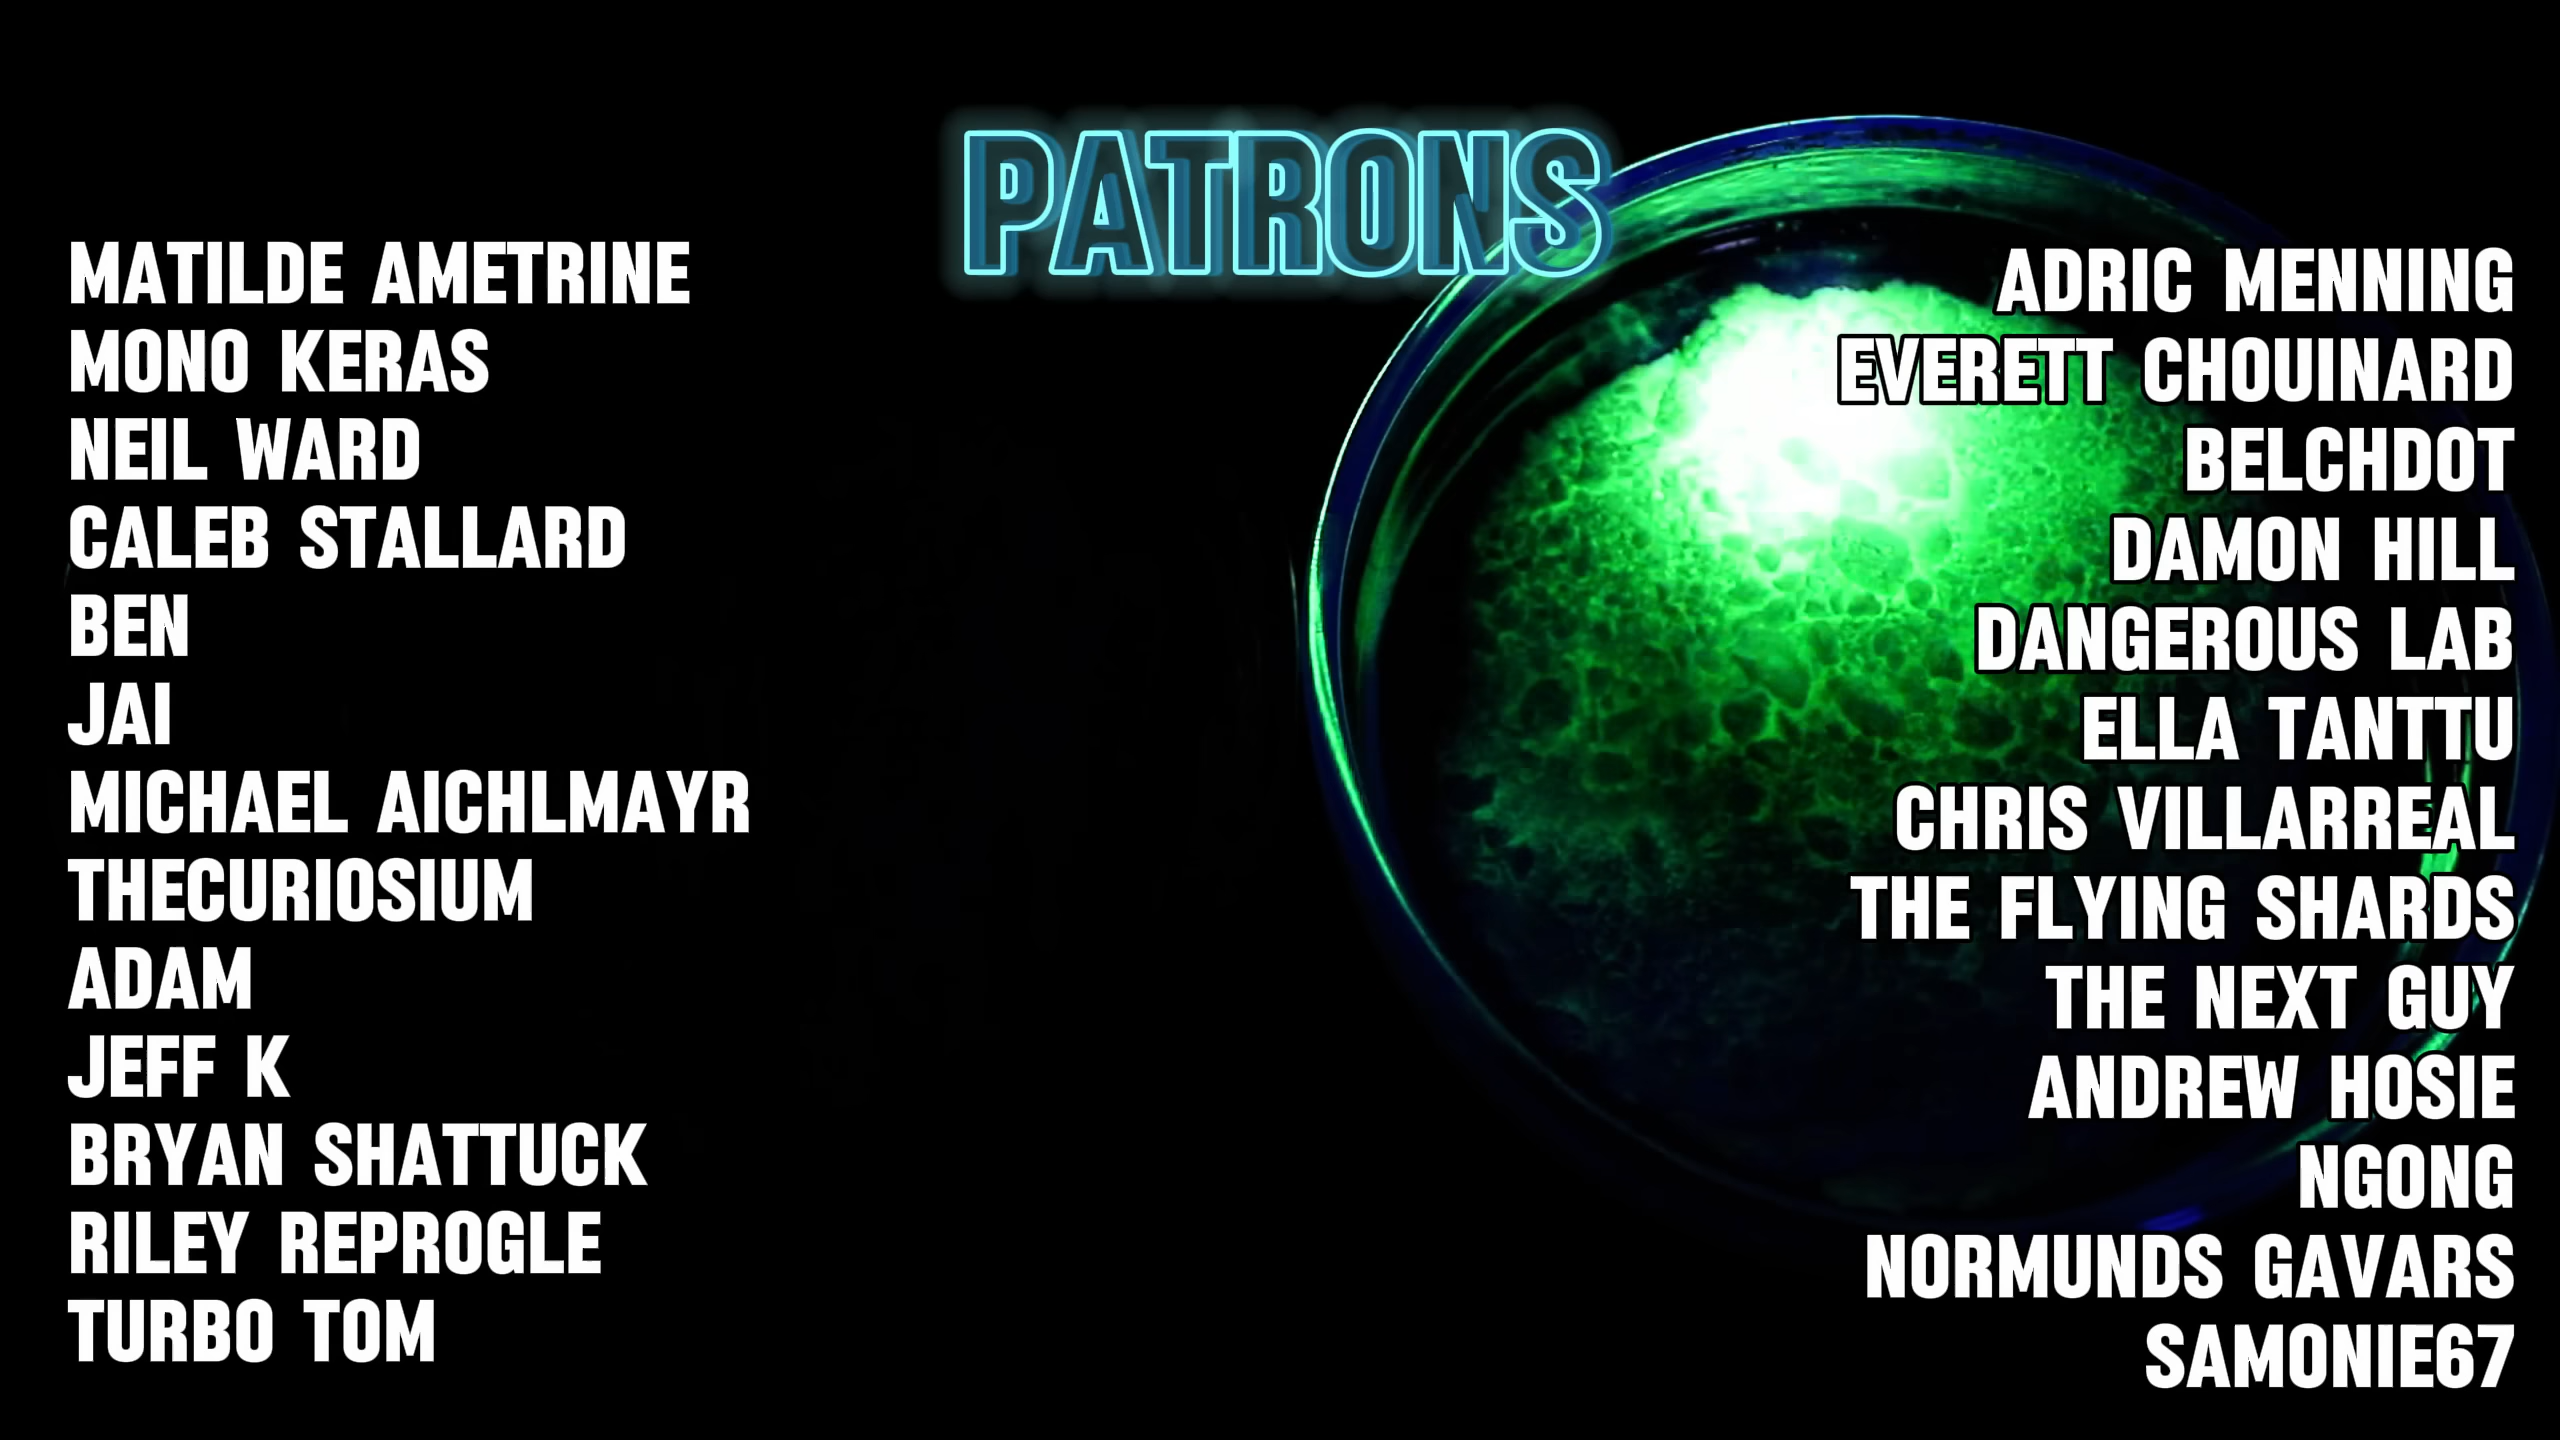 PATRONS
MATILDE AMETRINE
MONO KERAS
NEIL WARD
CALEB STALLARD
BEN
JAI
MICHAEL AICHLMAYR
THECURIOSIUM
ADAM
JEFF K
BRYAN SHATTUCK
RILEY REPROGLE
TURBO TOM
ADRIC MENNING
EVERETT CHOUINARD
BELCHDOT
DAMON HILL
DANGEROUS LAB
ELLA TANTTU
CHRIS VILLARREAL
THE FLYING SHARDS
THE NEXT GUY
ANDREW HOSIE
NGONG
NORMUNDS GAVARS
SAMONIE67